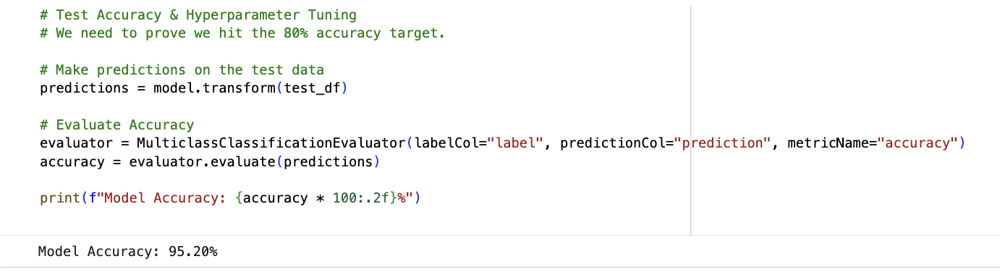 # Test Accuracy & Hyperparameter Tuning
# We need to prove we hit the 80% accuracy target.
# Make predictions on the test data
predictions = model.transform(test_df)
# Evaluate Accuracy
evaluator = MulticlassClassificationEvaluator(labelCol="label", predictionCol="prediction", metricName="accuracy")
accuracy = evaluator.evaluate(predictions)
print(f"Model Accuracy: {accuracy * 100:.2f}%")
Model Accuracy: 95.20%